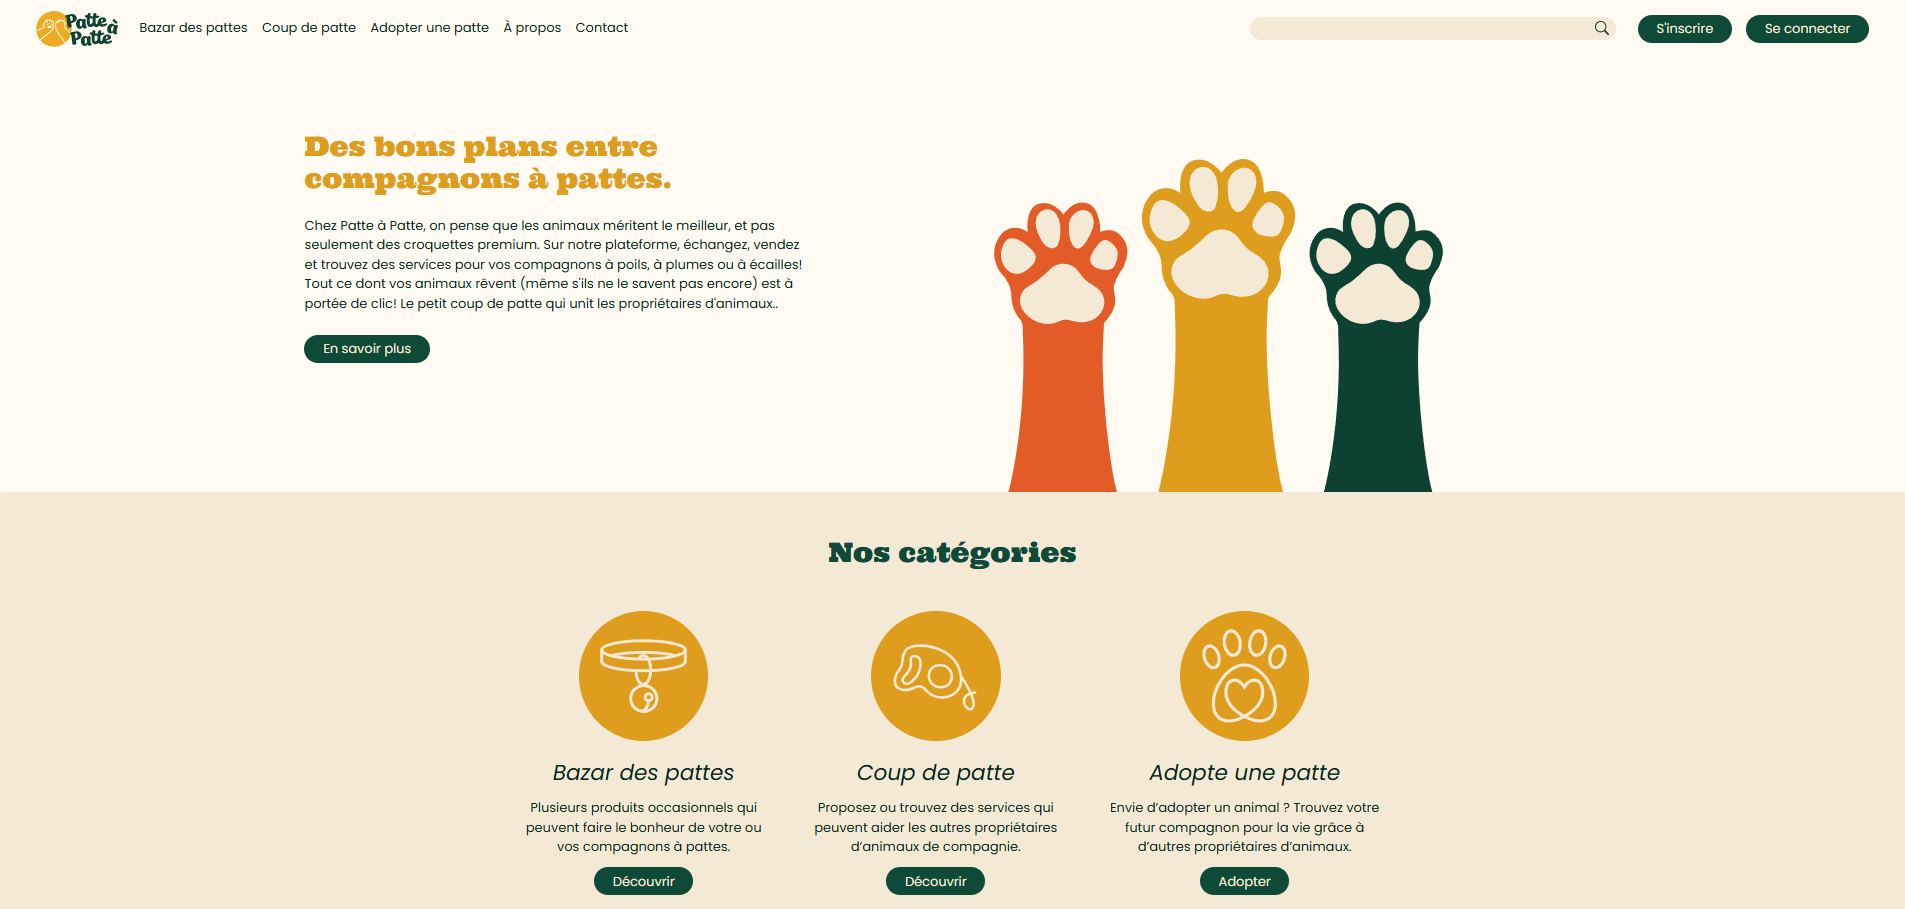 Patte à Patte
Bazar des pattes
Coup de patte
Adopter une patte
À propos
Contact
S'inscrire
Se connecter
Des bons plans entre
compagnons à pattes.
Chez Patte à Patte, on pense que les animaux méritent le meilleur, et pas
seulement des croquettes premium. Sur notre plateforme, échangez, vendez
et trouvez des services pour vos compagnons à poils, à plumes ou à écailles!
Tout ce dont vos animaux rêvent (même s'ils ne le savent pas encore) est à
portée de clic! Le petit coup de patte qui unit les propriétaires d'animaux..
En savoir plus
Nos catégories
Bazar des pattes
Plusieurs produits occasionnels qui
peuvent faire le bonheur de votre ou
vos compagnons à pattes.
Découvrir
Coup de patte
Proposez ou trouvez des services qui
peuvent aider les autres propriétaires
d’animaux de compagnie.
Découvrir
Adopte une patte
Envie d’adopter un animal ? Trouvez votre
futur compagnon pour la vie grâce à
d’autres propriétaires d’animaux.
Adopter